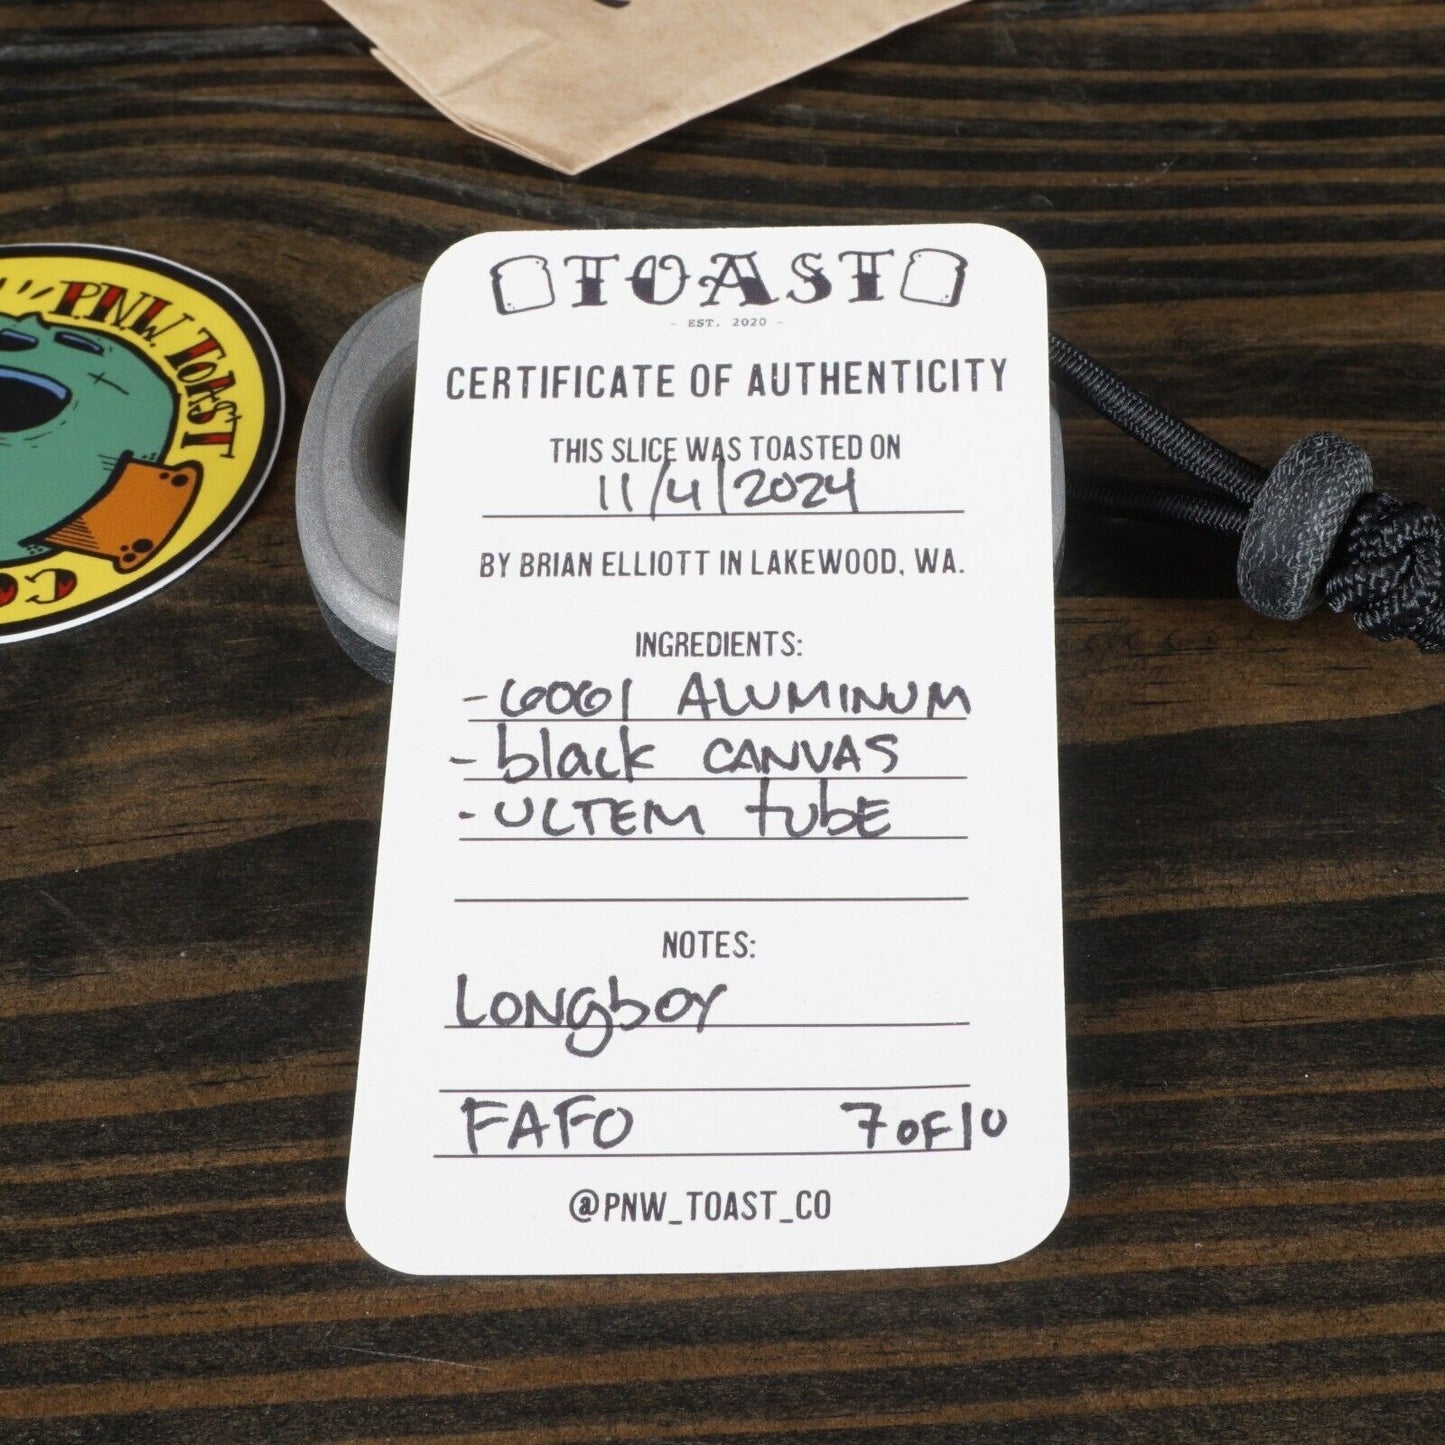 P.N.W. TOAST
CO
TOAST
- EST. 2020 -
CERTIFICATE OF AUTHENTICITY
THIS SLICE WAS TOASTED ON
11/4/2024
BY BRIAN ELLIOTT IN LAKEWOOD, WA.
INGREDIENTS:
- 6061 ALUMINUM
- black CANVAS
- ULTEM tubE
NOTES:
LONGboy
FAFO 7 OF 10
@PNW_TOAST_CO